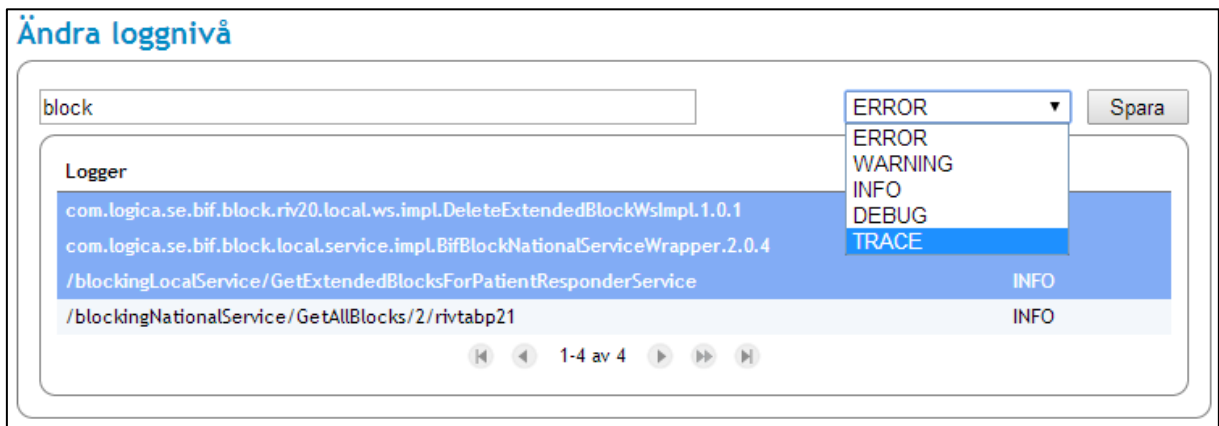 Ändra loggnivå
block ERROR Spara
ERROR
WARNING
INFO
DEBUG
TRACE
Logger
com.logica.se.bif.block.riv20.local.ws.impl.DeleteExtendedBlockWsImpl.1.0.1
com.logica.se.bif.block.local.service.impl.BifBlockNationalServiceWrapper.2.0.4
/blockingLocalService/GetExtendedBlocksForPatientResponderService INFO
/blockingNationalService/GetAllBlocks/2/rivtabp21 INFO
1-4 av 4